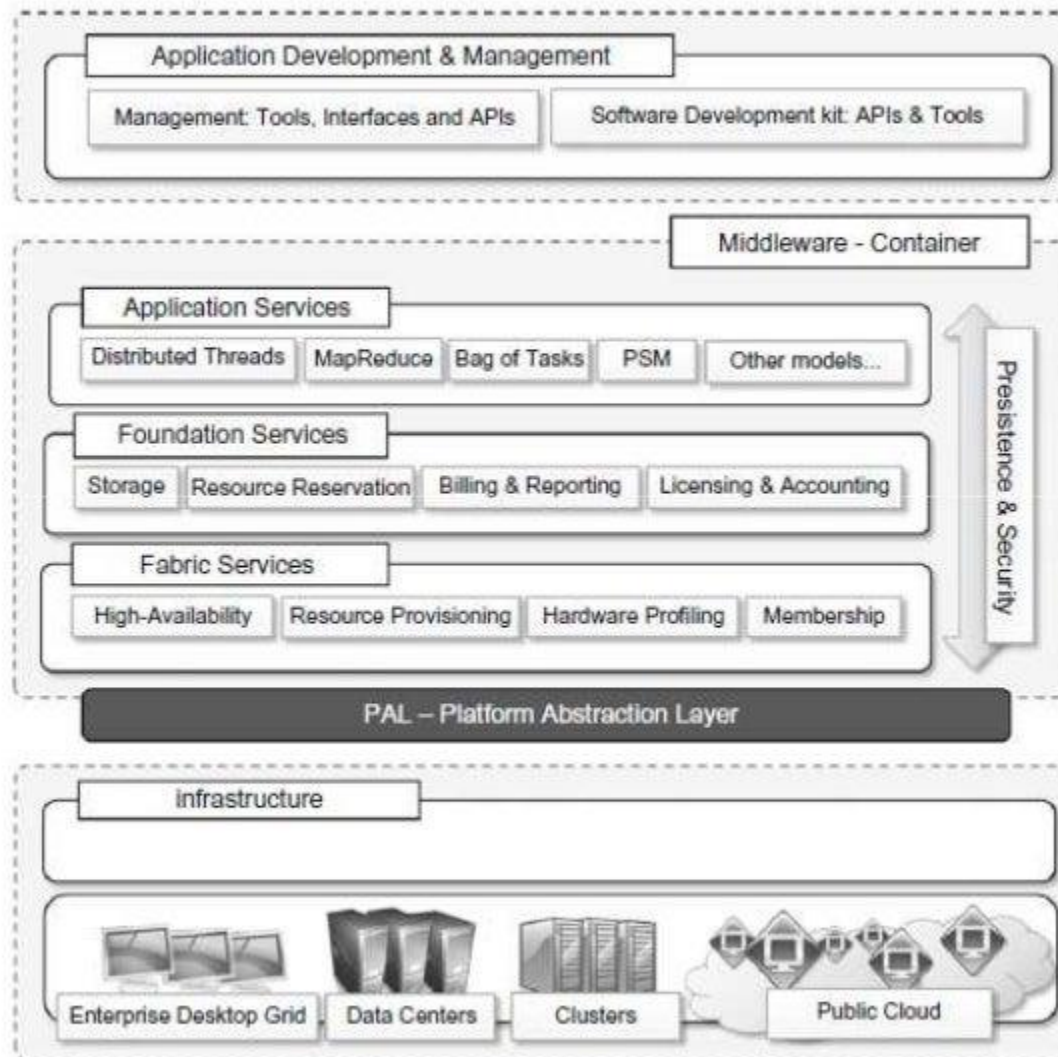 Application Development & Management
Management: Tools, Interfaces and APIs
Software Development kit: APIs & Tools
Middleware - Container
Application Services
Distributed Threads
MapReduce
Bag of Tasks
PSM
Other models...
Foundation Services
Storage
Resource Reservation
Billing & Reporting
Licensing & Accounting
Fabric Services
High-Availability
Resource Provisioning
Hardware Profiling
Membership
Presistence & Security
PAL – Platform Abstraction Layer
infrastructure
Enterprise Desktop Grid
Data Centers
Clusters
Public Cloud